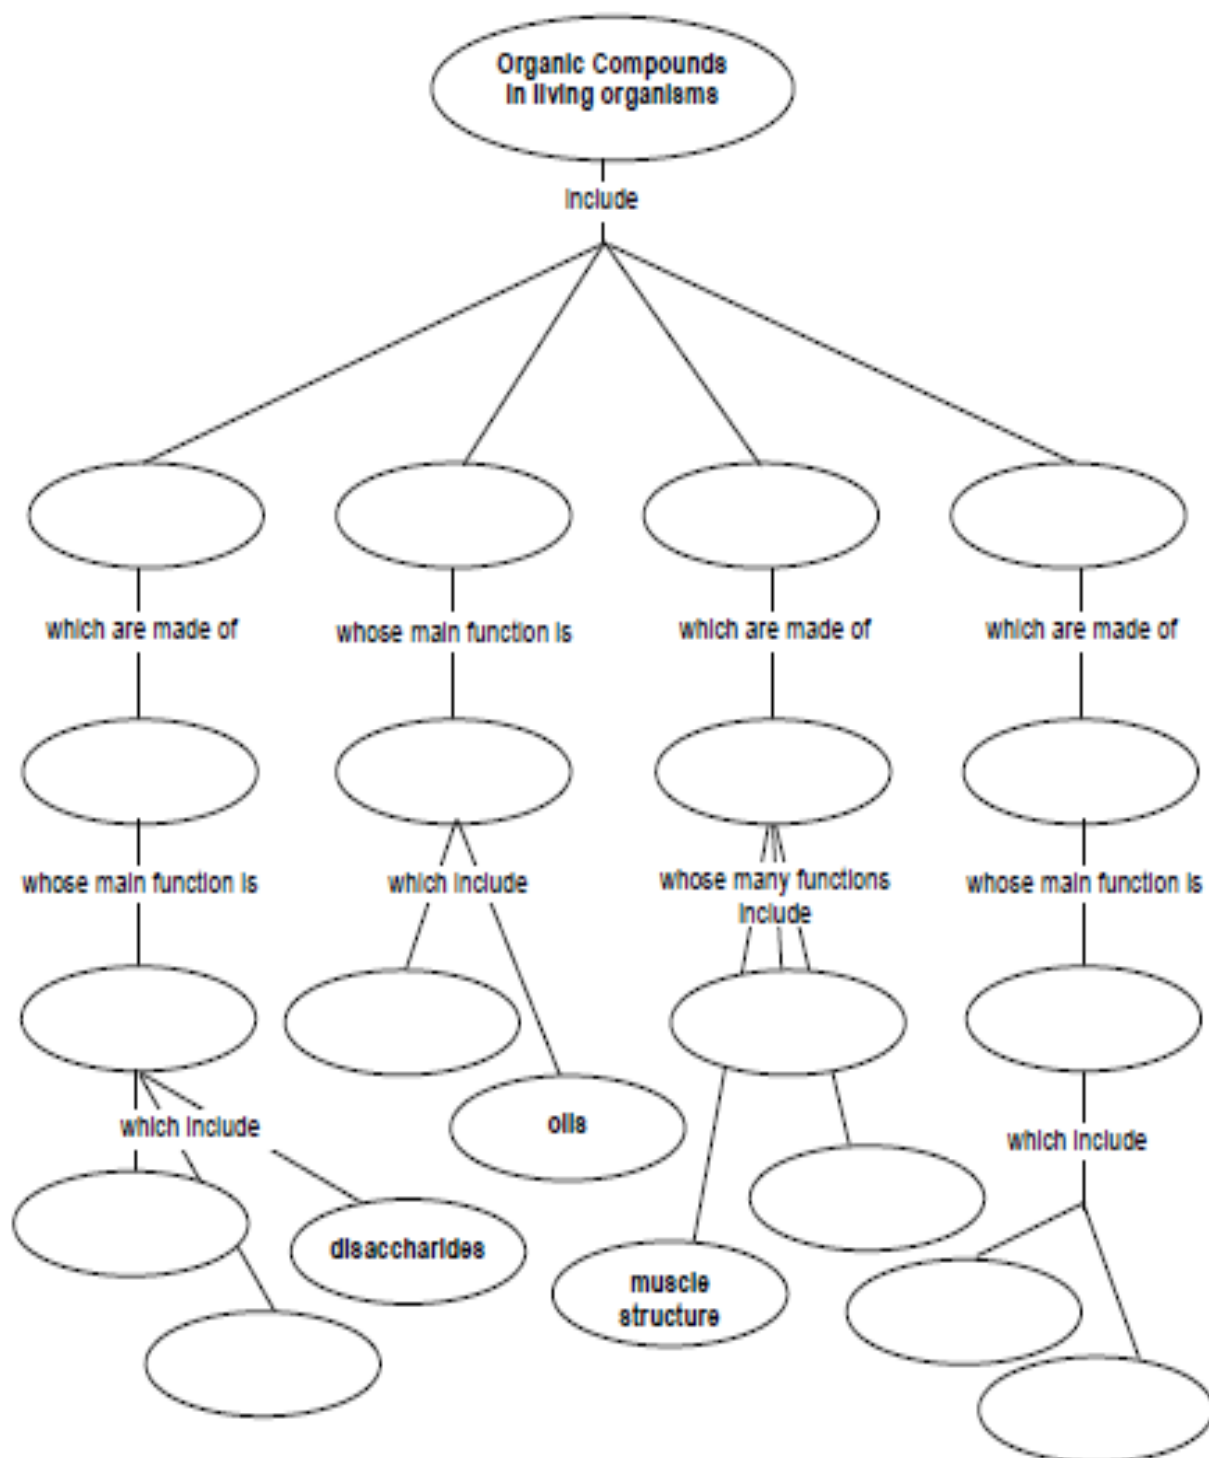 Organic Compounds
in living organisms
include
which are made of
whose main function is
which are made of
which are made of
whose main function is
which include
whose many functions
include
whose main function is
which include
oils
which include
disaccharides
muscle
structure